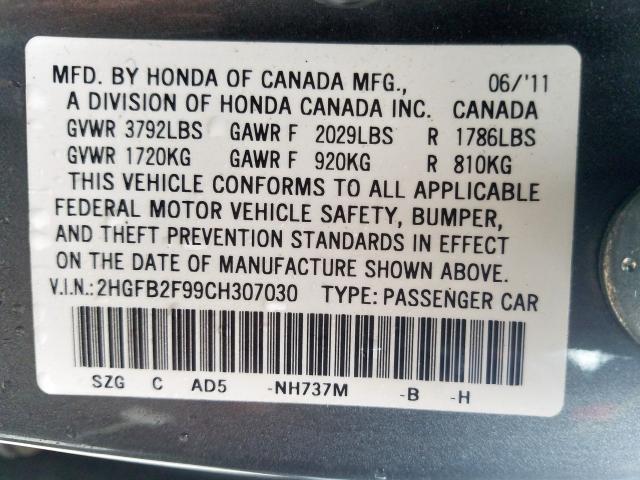 MFD. BY HONDA OF CANADA MFG., 06/'11
A DIVISION OF HONDA CANADA INC. CANADA
GVWR 3792LBS GAWR F 2029LBS R 1786LBS
GVWR 1720KG GAWR F 920KG R 810KG
THIS VEHICLE CONFORMS TO ALL APPLICABLE
FEDERAL MOTOR VEHICLE SAFETY, BUMPER,
AND THEFT PREVENTION STANDARDS IN EFFECT
ON THE DATE OF MANUFACTURE SHOWN ABOVE.
V.I.N.:2HGFB2F99CH307030 TYPE: PASSENGER CAR
SZG C AD5 -NH737M -B -H